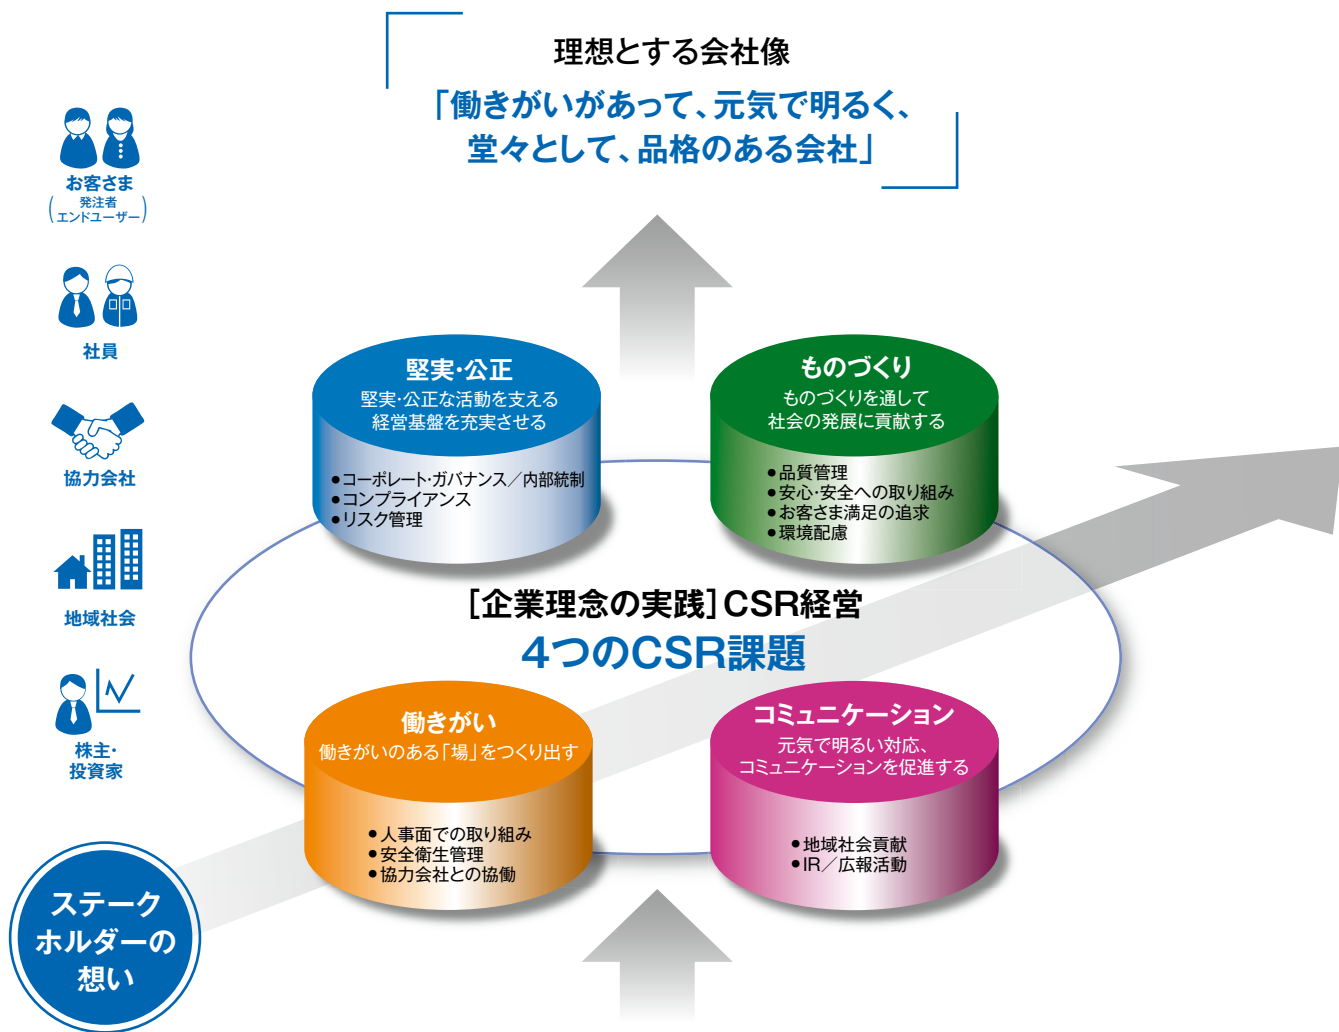 理想とする会社像
「働きがいがあって、元気で明るく、
堂々として、品格のある会社」
お客さま
(発注者
エンドユーザー)
社員
協力会社
地域社会
株主・
投資家
ステーク
ホルダーの
想い
堅実・公正
堅実・公正な活動を支える
経営基盤を充実させる
●コーポレート・ガバナンス／内部統制
●コンプライアンス
●リスク管理
ものづくり
ものづくりを通して
社会の発展に貢献する
●品質管理
●安心・安全への取り組み
●お客さま満足の追求
●環境配慮
［企業理念の実践］CSR経営
4つのCSR課題
働きがい
働きがいのある「場」をつくり出す
●人事面での取り組み
●安全衛生管理
●協力会社との協働
コミュニケーション
元気で明るい対応、
コミュニケーションを促進する
●地域社会貢献
●IR／広報活動